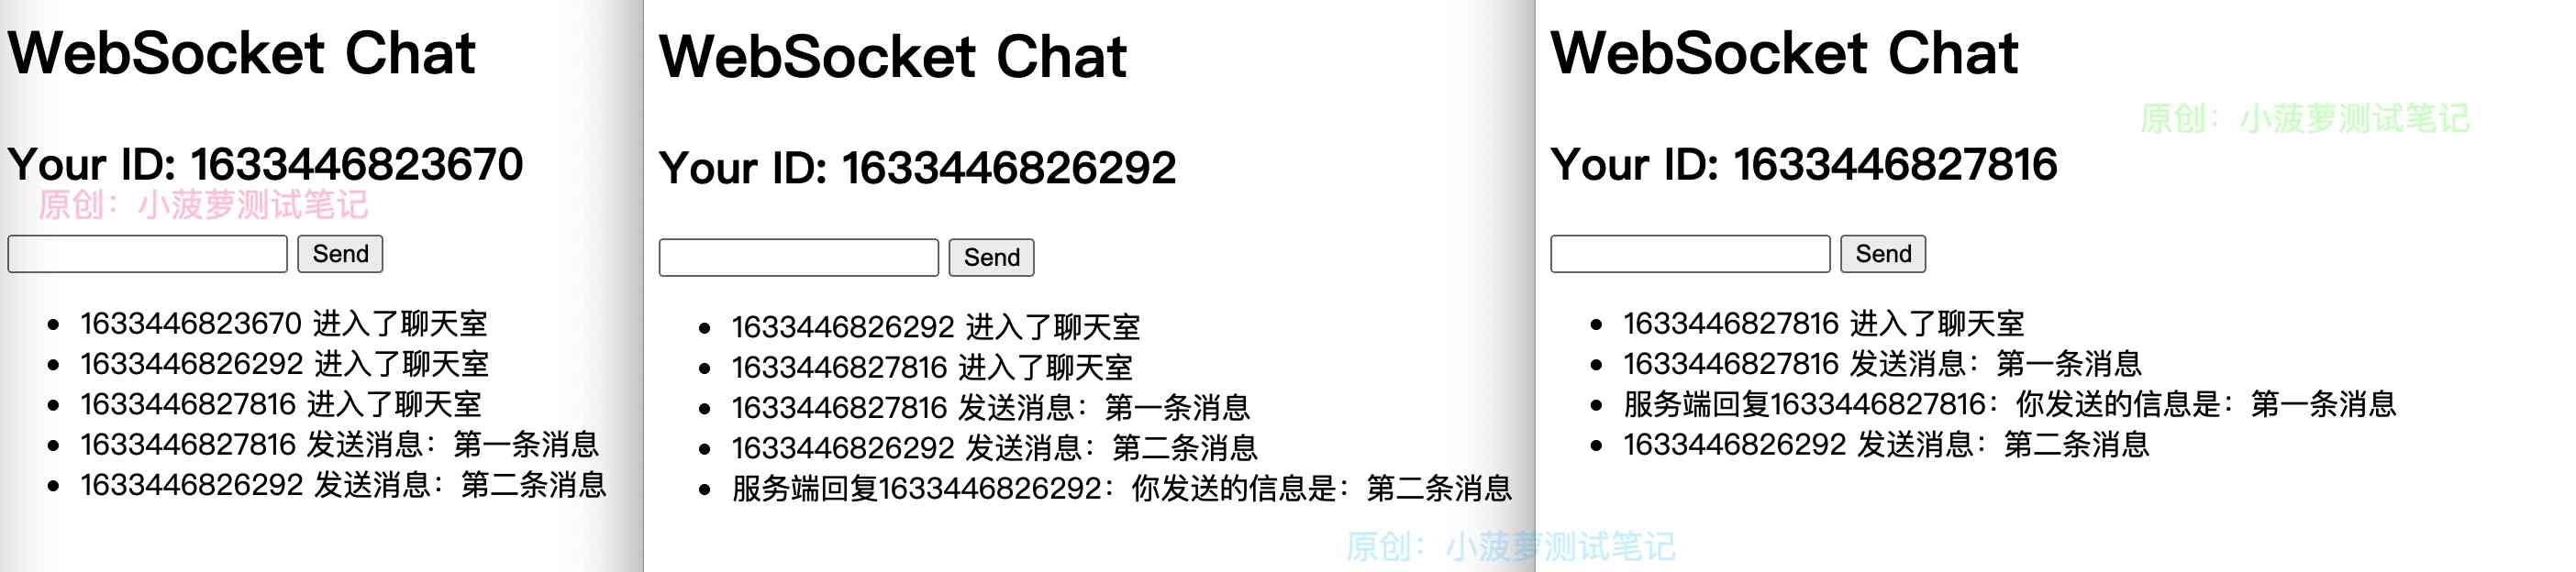 WebSocket Chat
Your ID: 1633446823670
原创：小菠萝测试笔记
Send
1633446823670 进入了聊天室
1633446826292 进入了聊天室
1633446827816 进入了聊天室
1633446827816 发送消息：第一条消息
1633446826292 发送消息：第二条消息
WebSocket Chat
Your ID: 1633446826292
Send
1633446826292 进入了聊天室
1633446827816 进入了聊天室
1633446827816 发送消息：第一条消息
1633446826292 发送消息：第二条消息
服务端回复1633446826292：你发送的信息是：第二条消息
原创：小菠萝测试笔记
WebSocket Chat
原创：小菠萝测试笔记
Your ID: 1633446827816
Send
1633446827816 进入了聊天室
1633446827816 发送消息：第一条消息
服务端回复1633446827816：你发送的信息是：第一条消息
1633446826292 发送消息：第二条消息